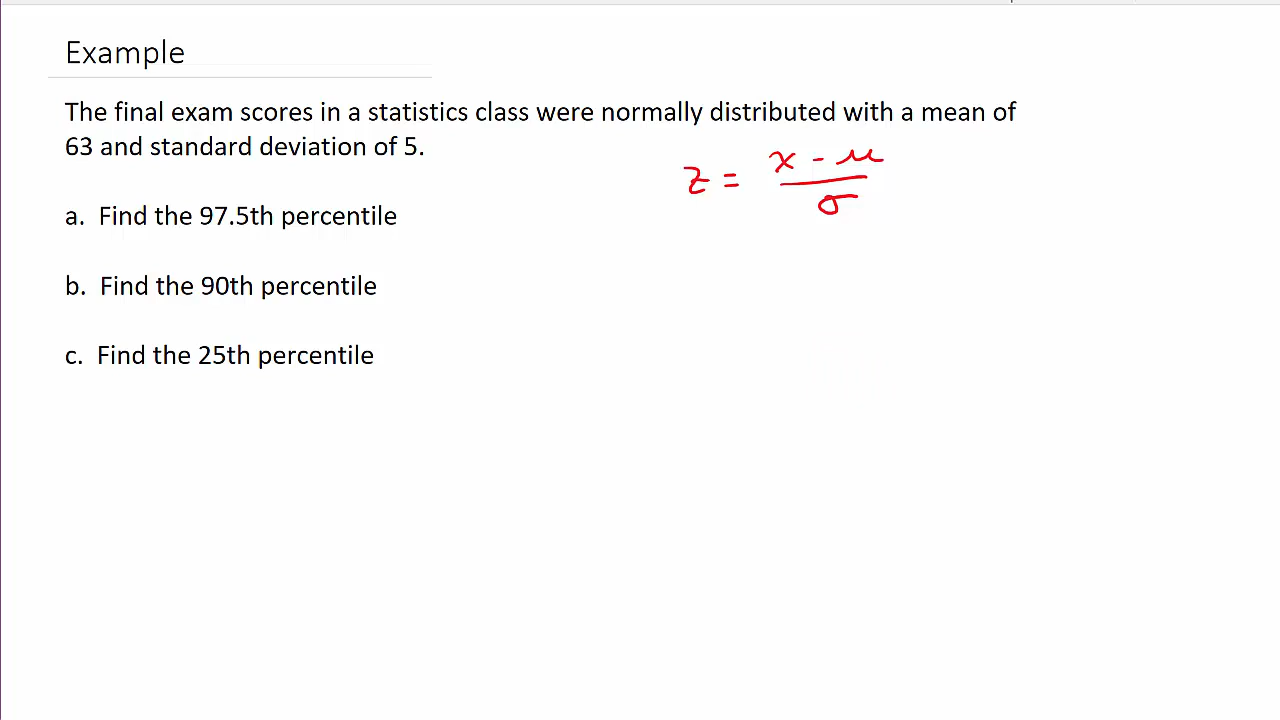 Example
The final exam scores in a statistics class were normally distributed with a mean of
63 and standard deviation of 5.
z = x - μ / σ
a. Find the 97.5th percentile
b. Find the 90th percentile
c. Find the 25th percentile